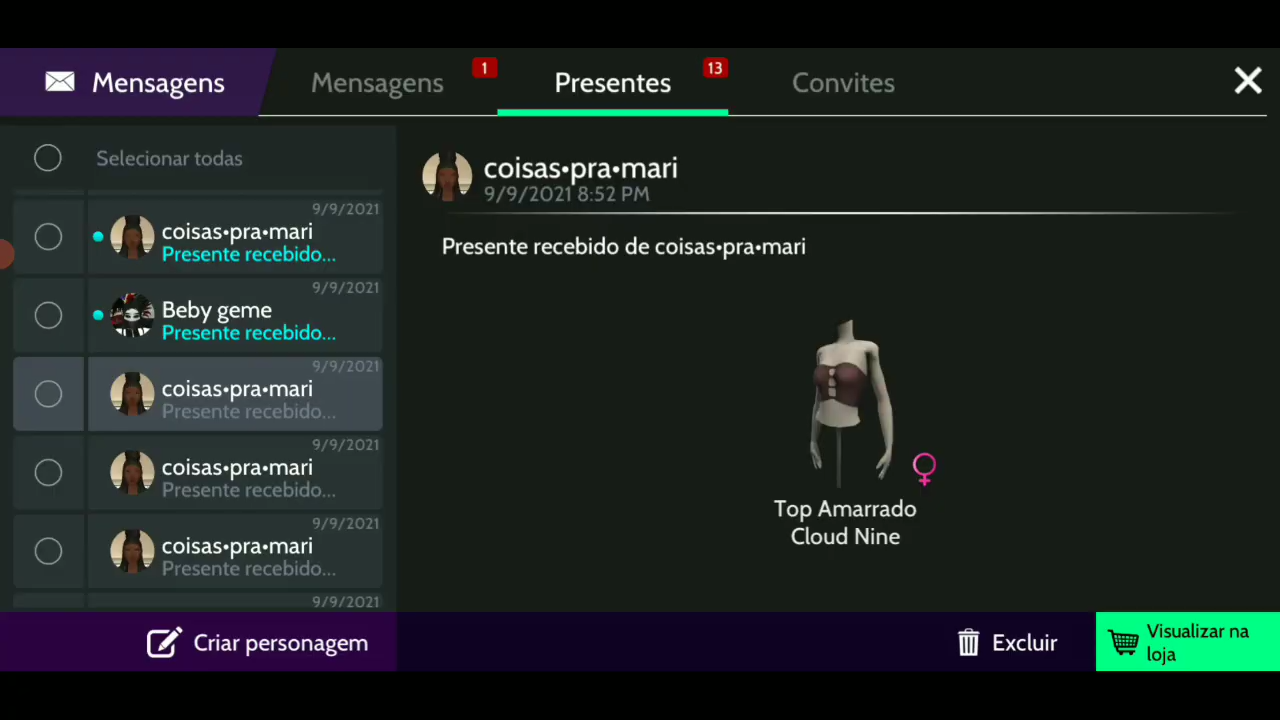 Mensagens
Mensagens
1
Presentes
13
Convites
Selecionar todas
9/9/2021
coisas•pra•mari
Presente recebido...
9/9/2021
Beby geme
Presente recebido...
9/9/2021
coisas•pra•mari
Presente recebido...
9/9/2021
coisas•pra•mari
Presente recebido...
9/9/2021
coisas•pra•mari
Presente recebido...
9/9/2021
coisas•pra•mari
9/9/2021 8:52 PM
Presente recebido de coisas•pra•mari
Top Amarrado
Cloud Nine
Criar personagem
Excluir
Visualizar na
loja